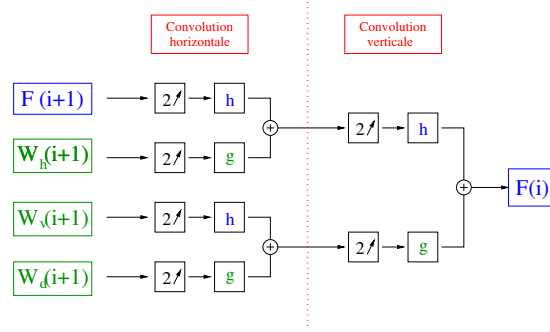 Convolution
horizontale
Convolution
verticale
F (i+1)
2 h
2 h
W_h(i+1)
2 g
F(i)
W_v(i+1)
2 h
2 g
W_d(i+1)
2 g